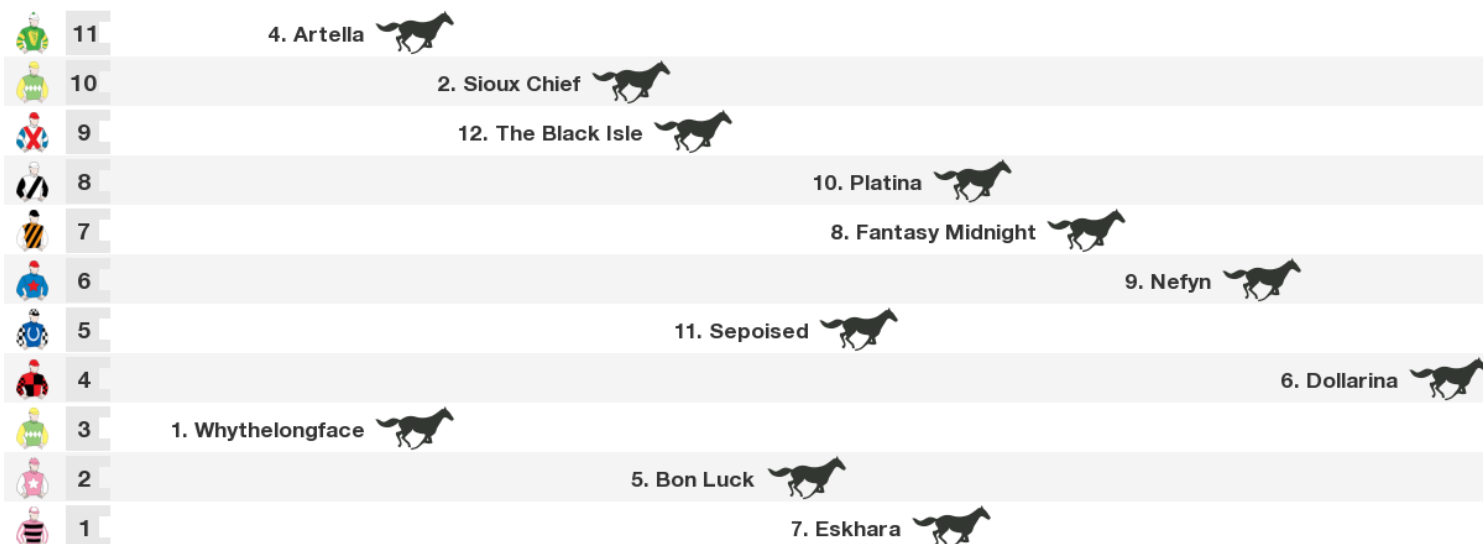 11 4. Artella
10 2. Sioux Chief
9 12. The Black Isle
8 10. Platina
7 8. Fantasy Midnight
6 9. Nefyn
5 11. Sepoised
4 6. Dollarina
3 1. Whythelongface
2 5. Bon Luck
1 7. Eskhara